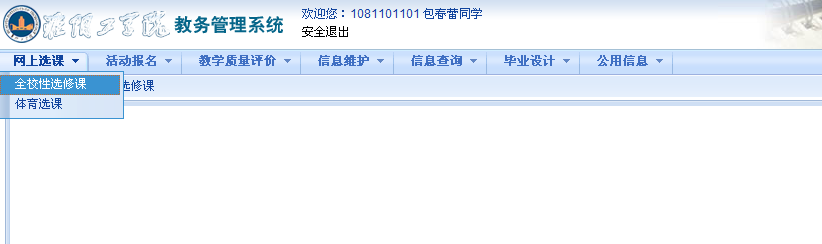 淮阴工学院 教务管理系统
欢迎您：1081101101 包春蕾同学
安全退出
网上选课 活动报名 教学质量评价 信息维护 信息查询 毕业设计 公用信息
全校性选修课 选修课
体育选课